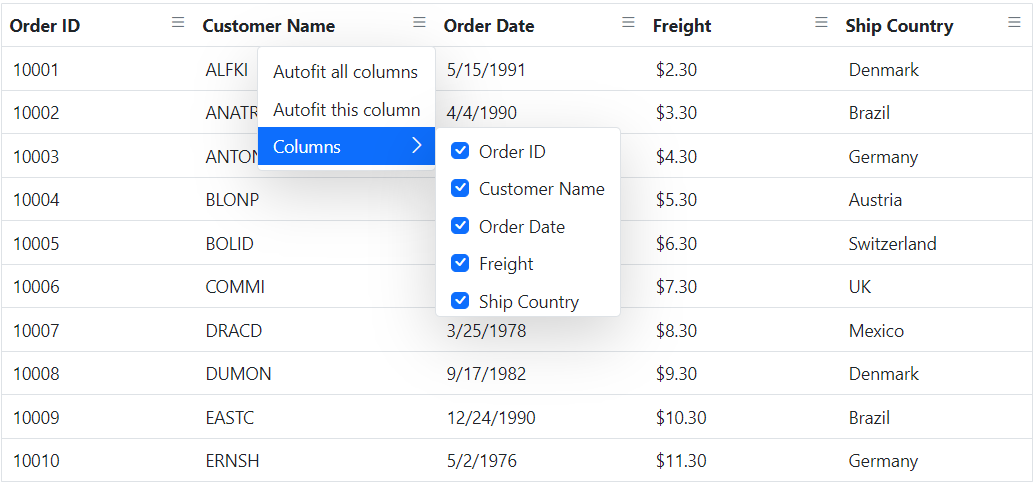 Order ID Customer Name Order Date Freight Ship Country
10001 ALFKI 5/15/1991 $2.30 Denmark
Autofit all columns
10002 ANATR 4/4/1990 $3.30 Brazil
Autofit this column
10003 ANTON $4.30 Germany
Columns
Order ID
Customer Name
Order Date
Freight
Ship Country
10004 BLONP $5.30 Austria
10005 BOLID $6.30 Switzerland
10006 COMMI $7.30 UK
10007 DRACD 3/25/1978 $8.30 Mexico
10008 DUMON 9/17/1982 $9.30 Denmark
10009 EASTC 12/24/1990 $10.30 Brazil
10010 ERNSH 5/2/1976 $11.30 Germany